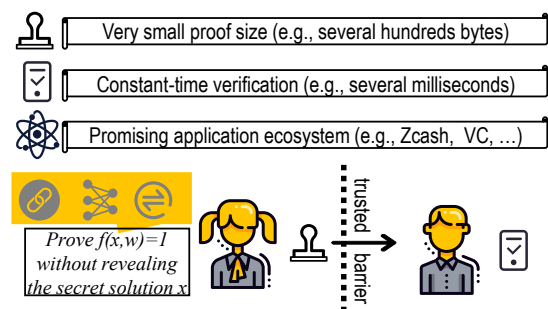 Very small proof size (e.g., several hundreds bytes)
Constant-time verification (e.g., several milliseconds)
Promising application ecosystem (e.g., Zcash, VC, …)
Prove f(x,w)=1
without revealing
the secret solution x
trusted
barrier